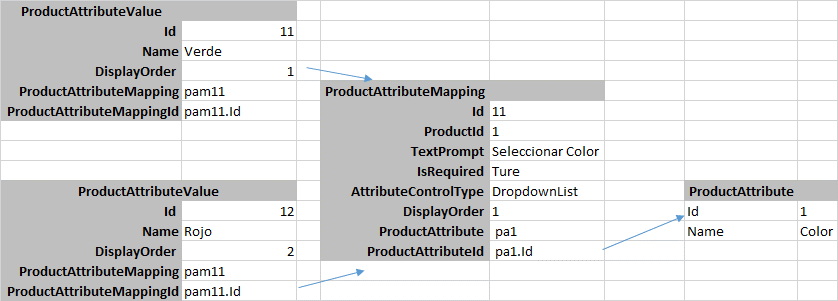 ProductAttributeValue
Id 11
Name Verde
DisplayOrder 1
ProductAttributeMapping pam11
ProductAttributeMappingId pam11.Id
ProductAttributeMapping
Id 11
ProductId 1
TextPrompt Seleccionar Color
IsRequired Ture
AttributeControlType DropdownList
DisplayOrder 1
ProductAttribute pa1
ProductAttributeId pa1.Id
ProductAttributeValue
Id 12
Name Rojo
DisplayOrder 2
ProductAttributeMapping pam11
ProductAttributeMappingId pam11.Id
ProductAttribute
Id 1
Name Color